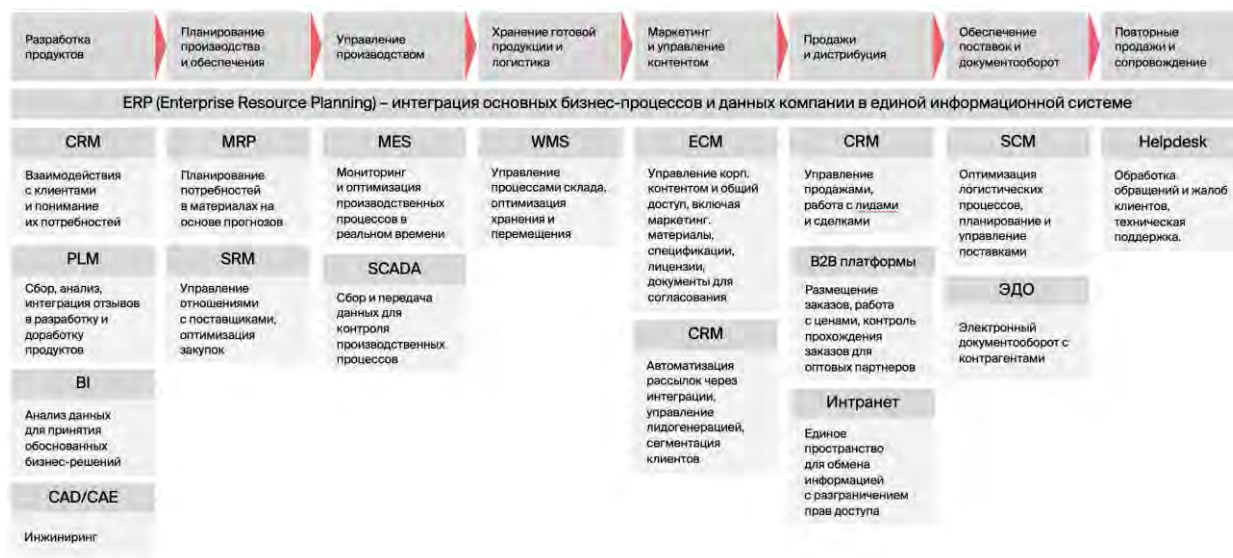 Разработка
продуктов
Планирование
производства
и обеспечения
Управление
производством
Хранение готовой
продукции и
логистика
Маркетинг
и управление
контентом
Продажи
и дистрибуция
Обеспечение
поставок и
документооборот
Повторные
продажи и
сопровождение
ERP (Enterprise Resource Planning) – интеграция основных бизнес-процессов и данных компании в единой информационной системе
CRM
Взаимодействия
с клиентами
и понимание
их потребностей
PLM
Сбор, анализ,
интеграция отзывов
в разработку и
доработку
продуктов
BI
Анализ данных
для принятия
обоснованных
бизнес-решений
CAD/CAE
Инжиниринг
MRP
Планирование
потребностей
в материалах на
основе прогнозов
SRM
Управление
отношениями
с поставщиками,
оптимизация
закупок
MES
Мониторинг
и оптимизация
производственных
процессов в
реальном времени
SCADA
Сбор и передача
данных для
контроля
производственных
процессов
WMS
Управление
процессами склада,
оптимизация
хранения и
перемещения
ECM
Управление корп.
контентом и общий
доступ, включая
маркетинг.
материалы,
спецификации,
лицензии,
документы для
согласования
CRM
Автоматизация
рассылок через
интеграции,
управление
лидогенерацией,
сегментация
клиентов
CRM
Управление
продажами,
работа с лидами
и сделками
B2B платформы
Размещение
заказов, работа
с ценами, контроль
прохождения
заказов для
оптовых партнеров
Интранет
Единое
пространство
для обмена
информацией
с разграничением
прав доступа
SCM
Оптимизация
логистических
процессов,
планирование и
управление
поставками
ЭДО
Электронный
документооборот с
контрагентами
Helpdesk
Обработка
обращений и жалоб
клиентов,
техническая
поддержка.